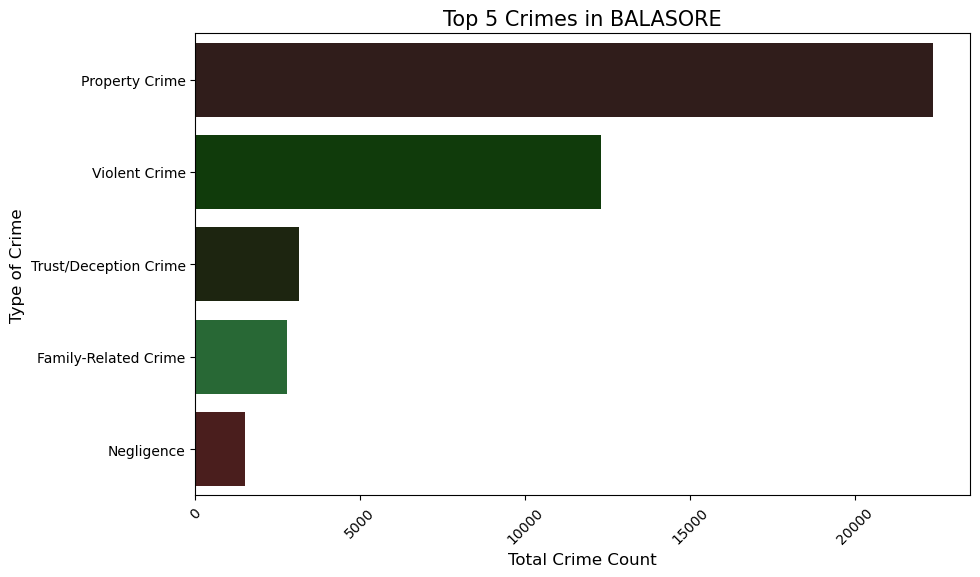 Top 5 Crimes in BALASORE
Type of Crime
Property Crime
Violent Crime
Trust/Deception Crime
Family-Related Crime
Negligence
0
5000
10000
15000
20000
Total Crime Count